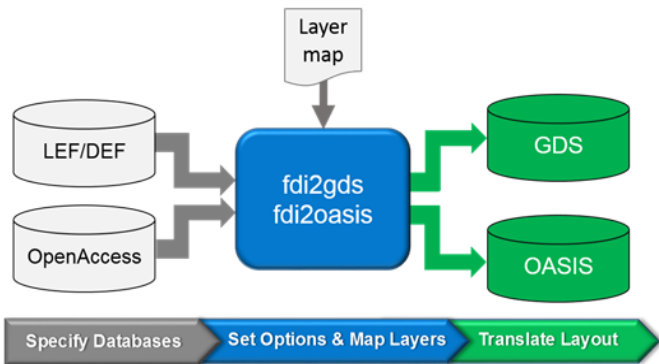 Layer
map
LEF/DEF
OpenAccess
fdi2gds
fdi2oasis
GDS
OASIS
Specify Databases
Set Options & Map Layers
Translate Layout